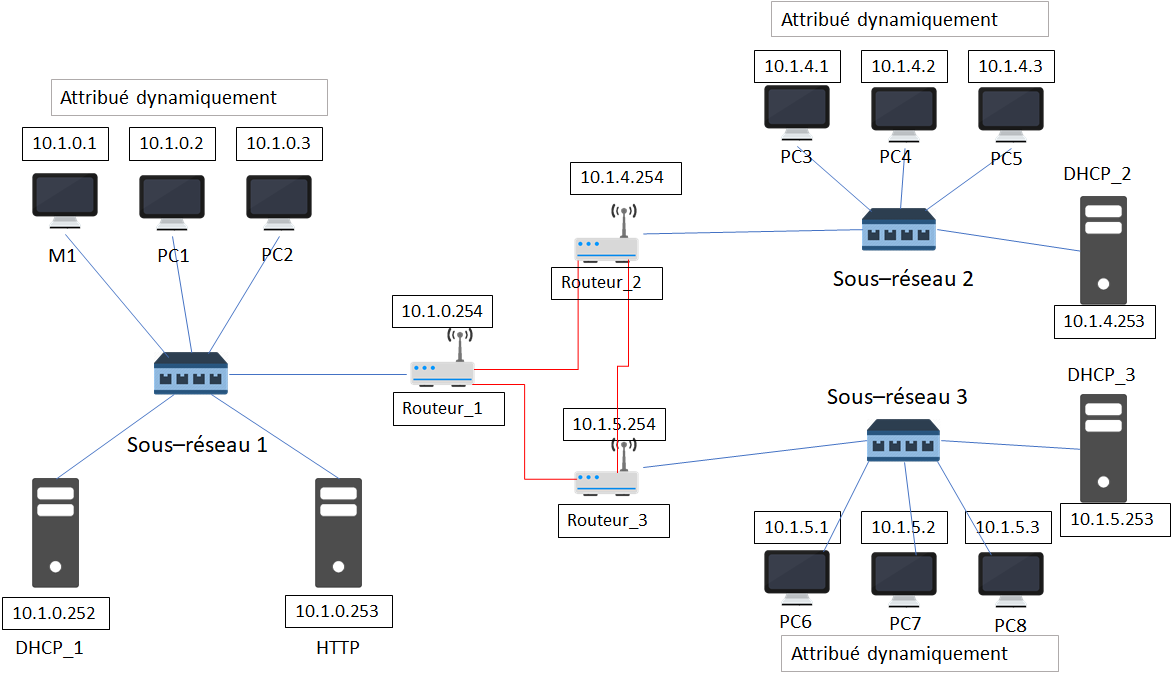 Attribué dynamiquement
10.1.0.1
10.1.0.2
10.1.0.3
M1
PC1
PC2
Sous–réseau 1
10.1.0.252
DHCP_1
10.1.0.253
HTTP
10.1.0.254
Routeur_1
10.1.4.254
Routeur_2
10.1.5.254
Routeur_3
Attribué dynamiquement
10.1.4.1
10.1.4.2
10.1.4.3
PC3
PC4
PC5
DHCP_2
Sous–réseau 2
10.1.4.253
DHCP_3
Sous–réseau 3
10.1.5.253
10.1.5.1
10.1.5.2
10.1.5.3
PC6
PC7
PC8
Attribué dynamiquement